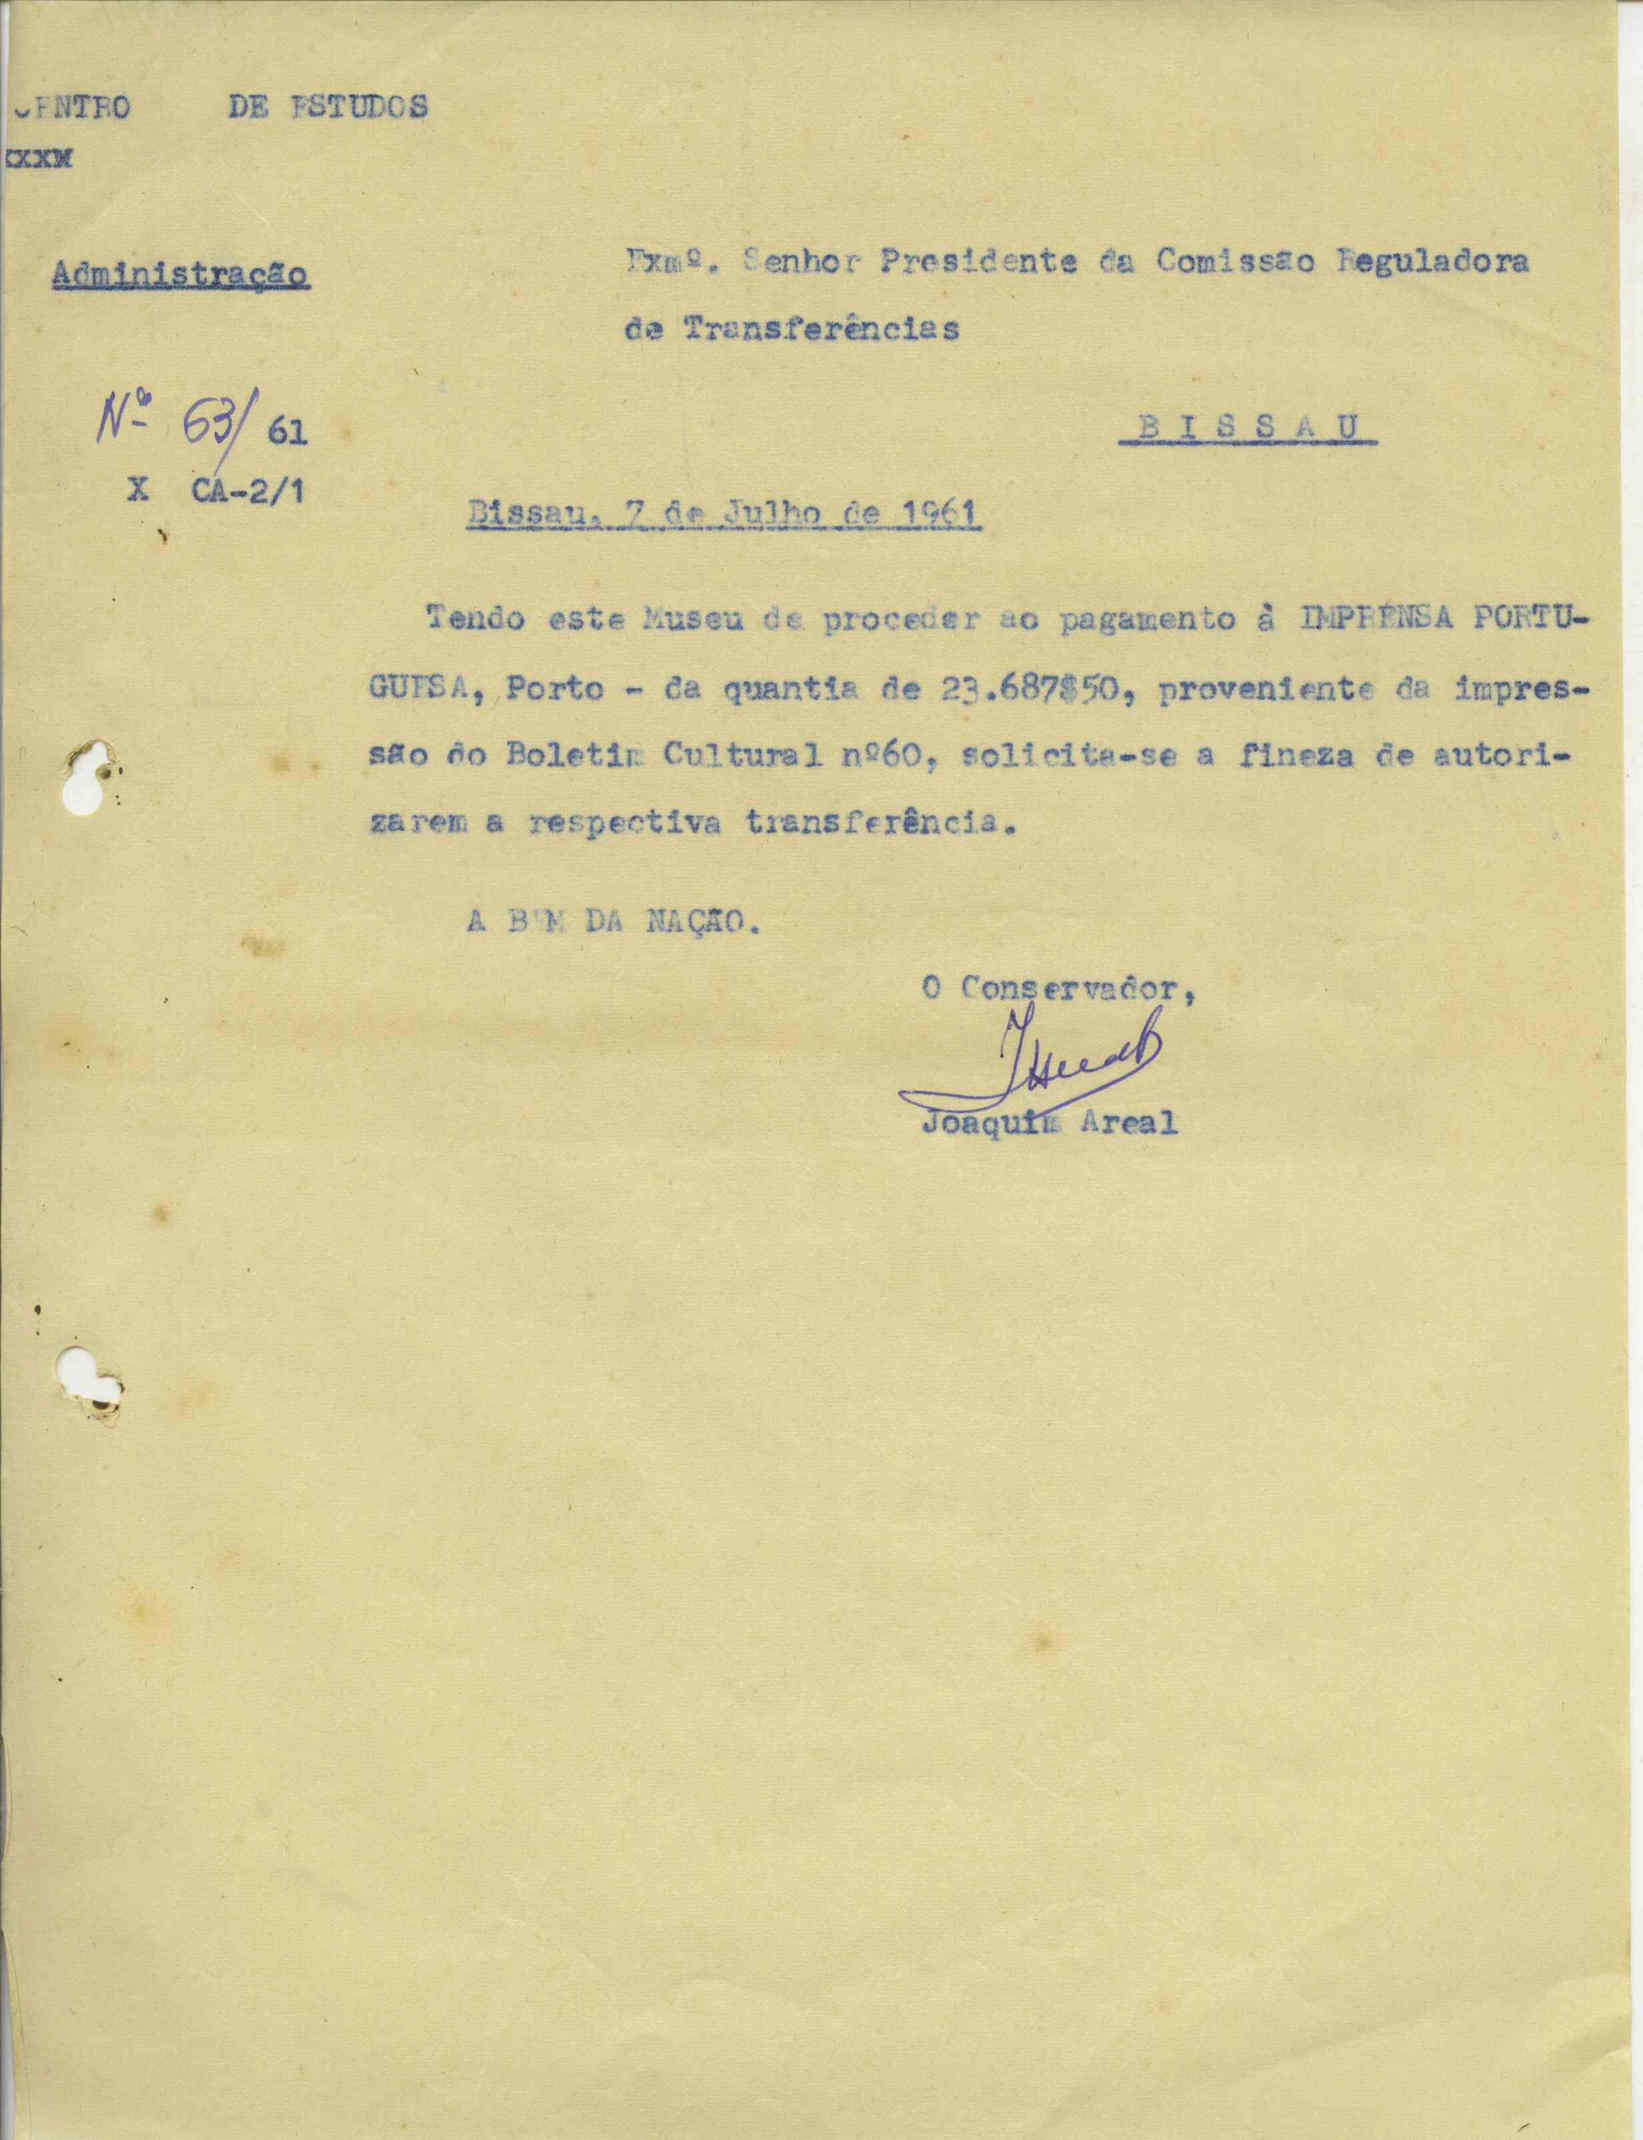 CENTRO DE ESTUDOS
XXXM
Administração
Exmº. Senhor Presidente da Comissão Reguladora
de Transferências
Nº 63/61
X CA-2/1
BISSAU
Bissau, 7 de Julho de 1961
Tendo este Museu de proceder ao pagamento à IMPRENSA PORTU-
GUESA, Porto - da quantia de 23.687$50, proveniente da impres-
são do Boletim Cultural nº60, solicita-se a fineza de autori-
zarem a respectiva transferência.
A BEM DA NAÇÃO.
O Conservador,
Joaquim Areal